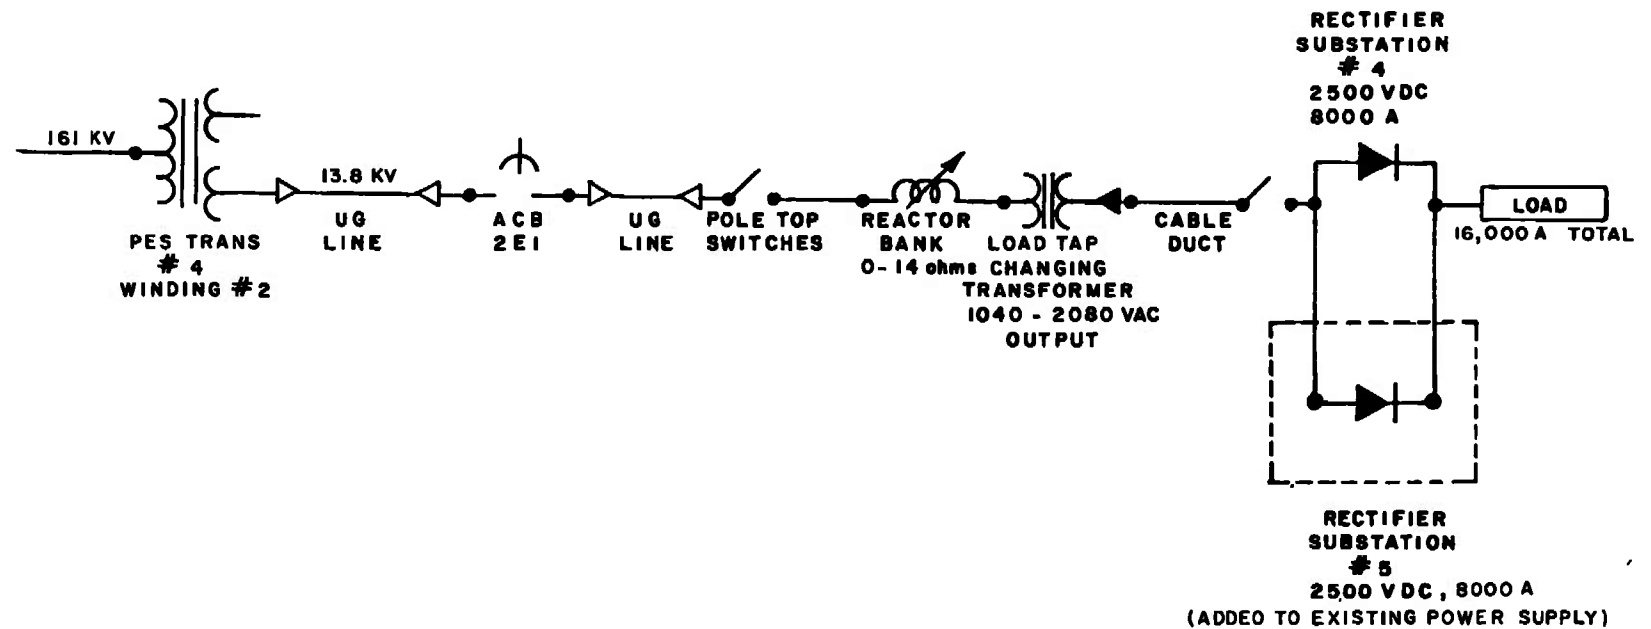 RECTIFIER
SUBSTATION
# 4
2500 VDC
8000 A
161 KV
13.8 KV
UG
LINE
ACB
2E1
UG
LINE
POLE TOP
SWITCHES
REACTOR
BANK
0-14 ohms
LOAD TAP
CHANGING
TRANSFORMER
1040 - 2080 VAC
OUTPUT
CABLE
DUCT
LOAD
16,000 A TOTAL
PES TRANS
# 4
WINDING #2
RECTIFIER
SUBSTATION
# 5
2500 VDC, 8000 A
(ADDED TO EXISTING POWER SUPPLY)